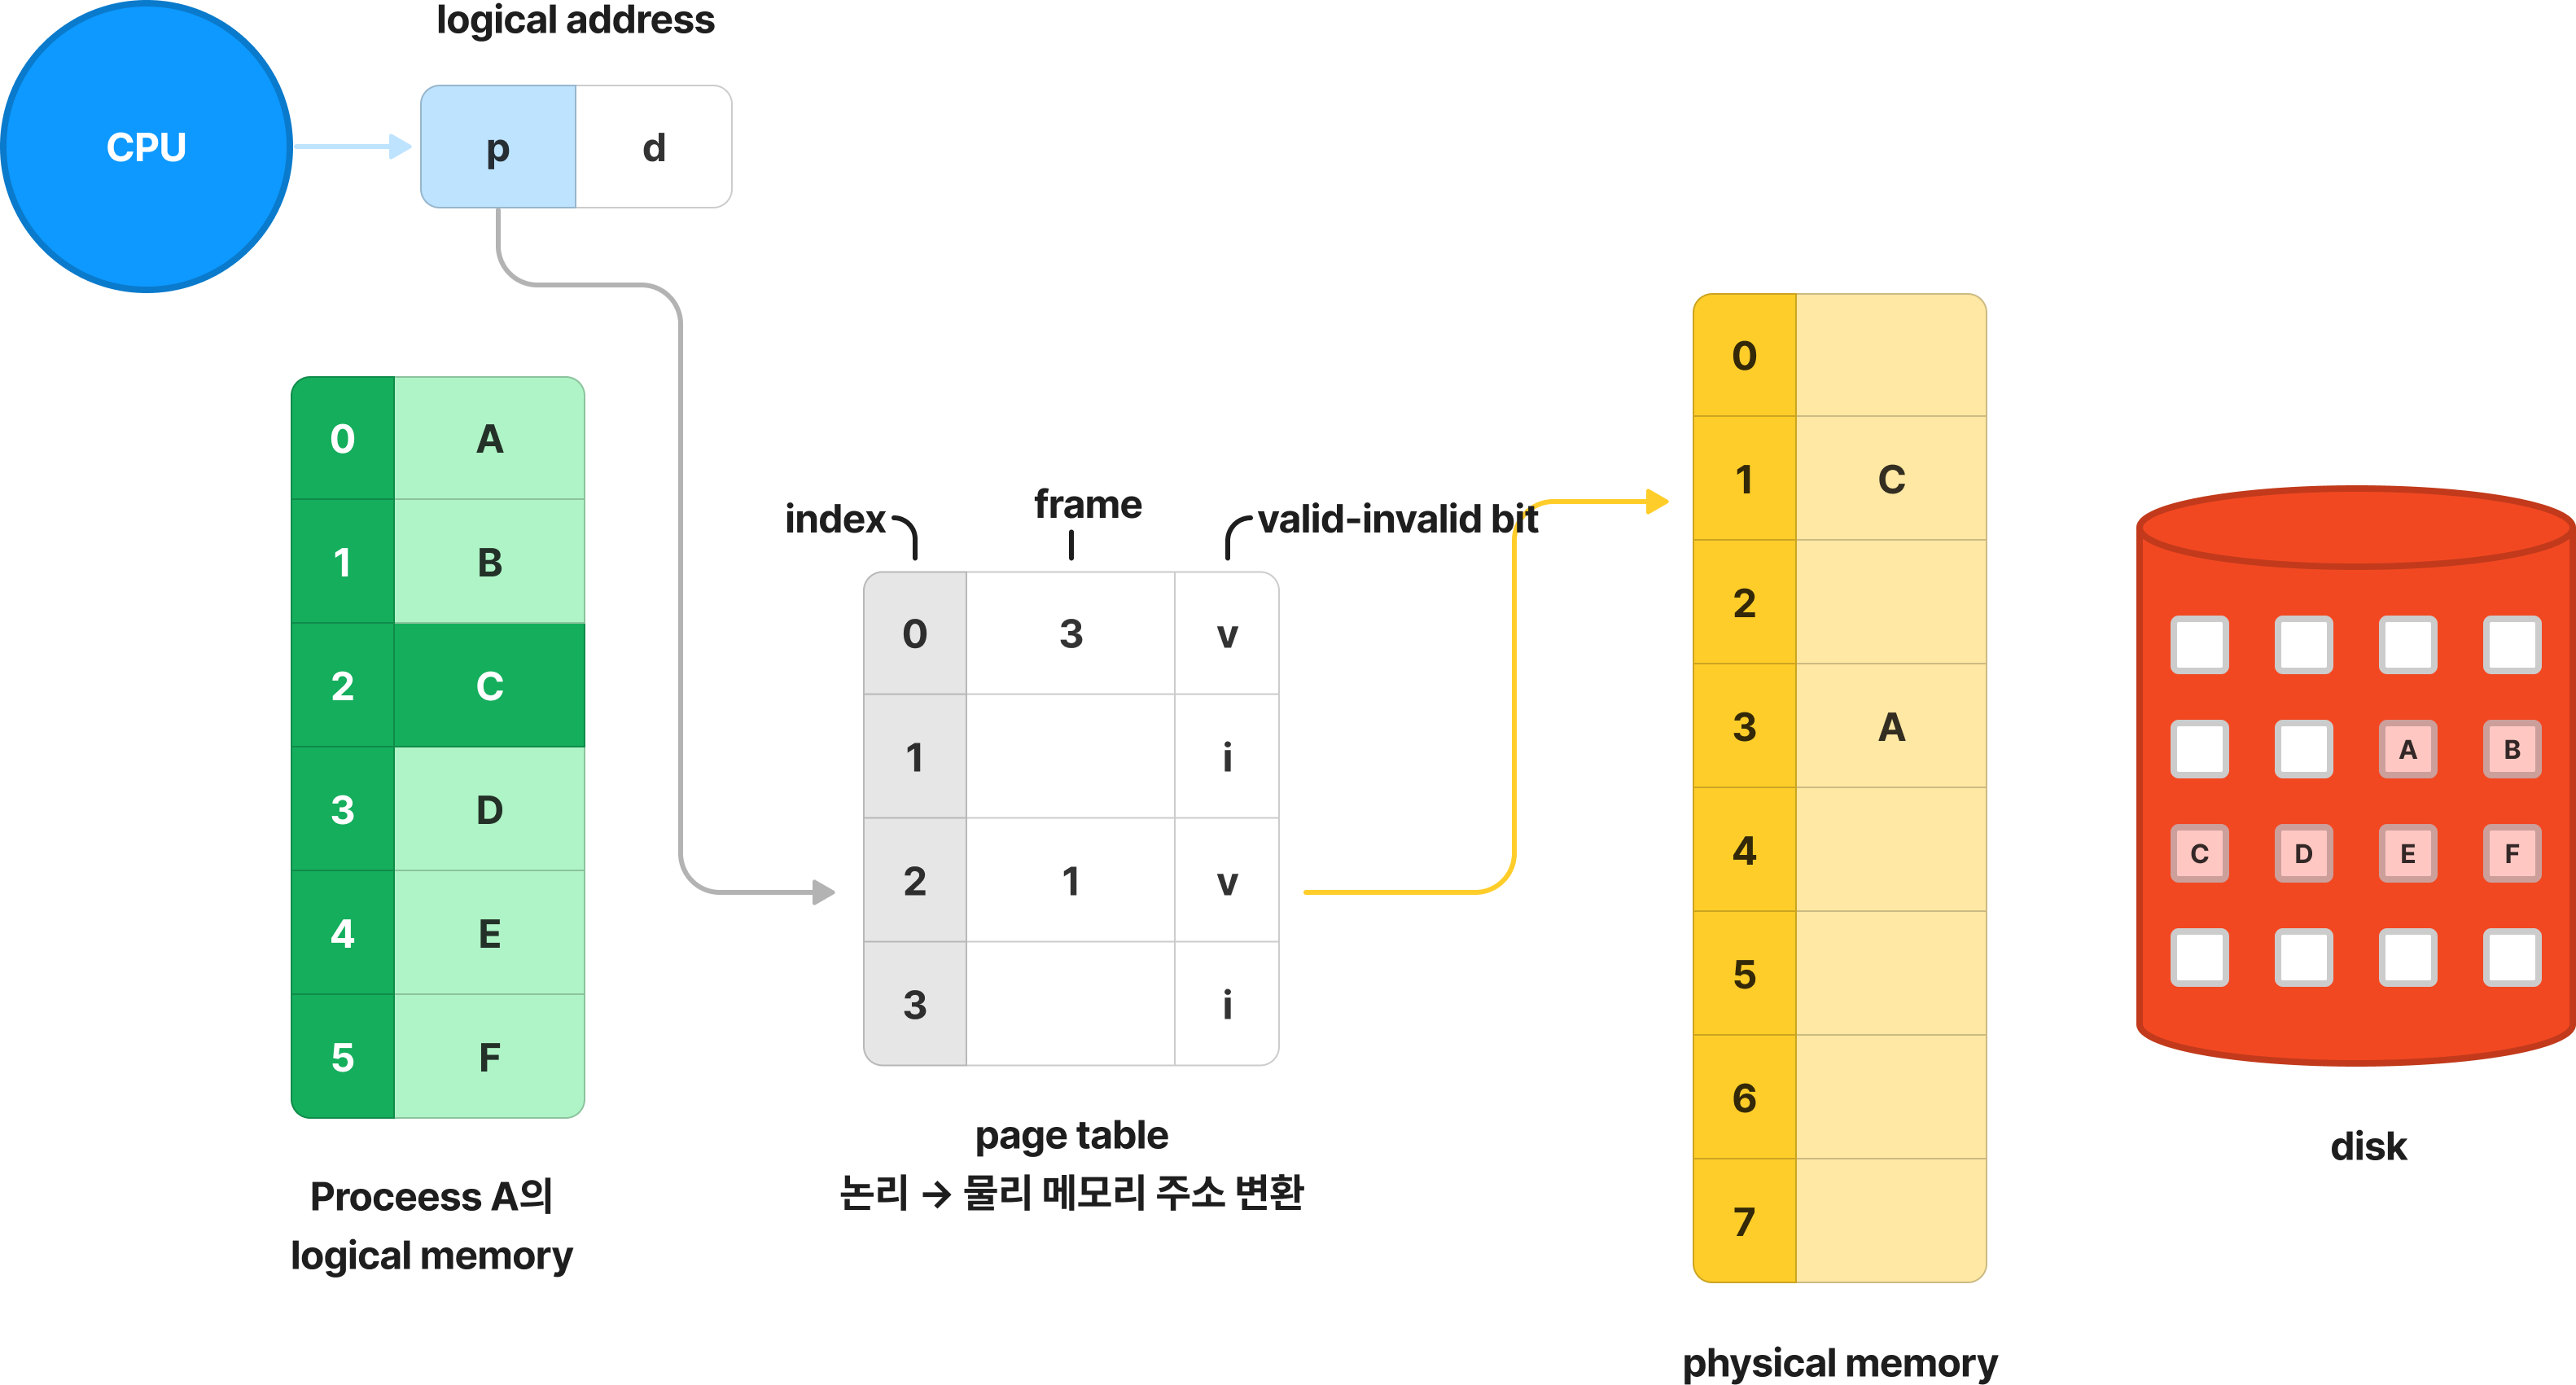 logical address
CPU
p d
0 A
1 B
2 C
3 D
4 E
5 F
Proceess A의
logical memory
index frame valid-invalid bit
0 3 v
1 i
2 1 v
3 i
page table
논리 → 물리 메모리 주소 변환
0
1 C
2
3 A
4
5
6
7
physical memory
A B
C D E F
disk